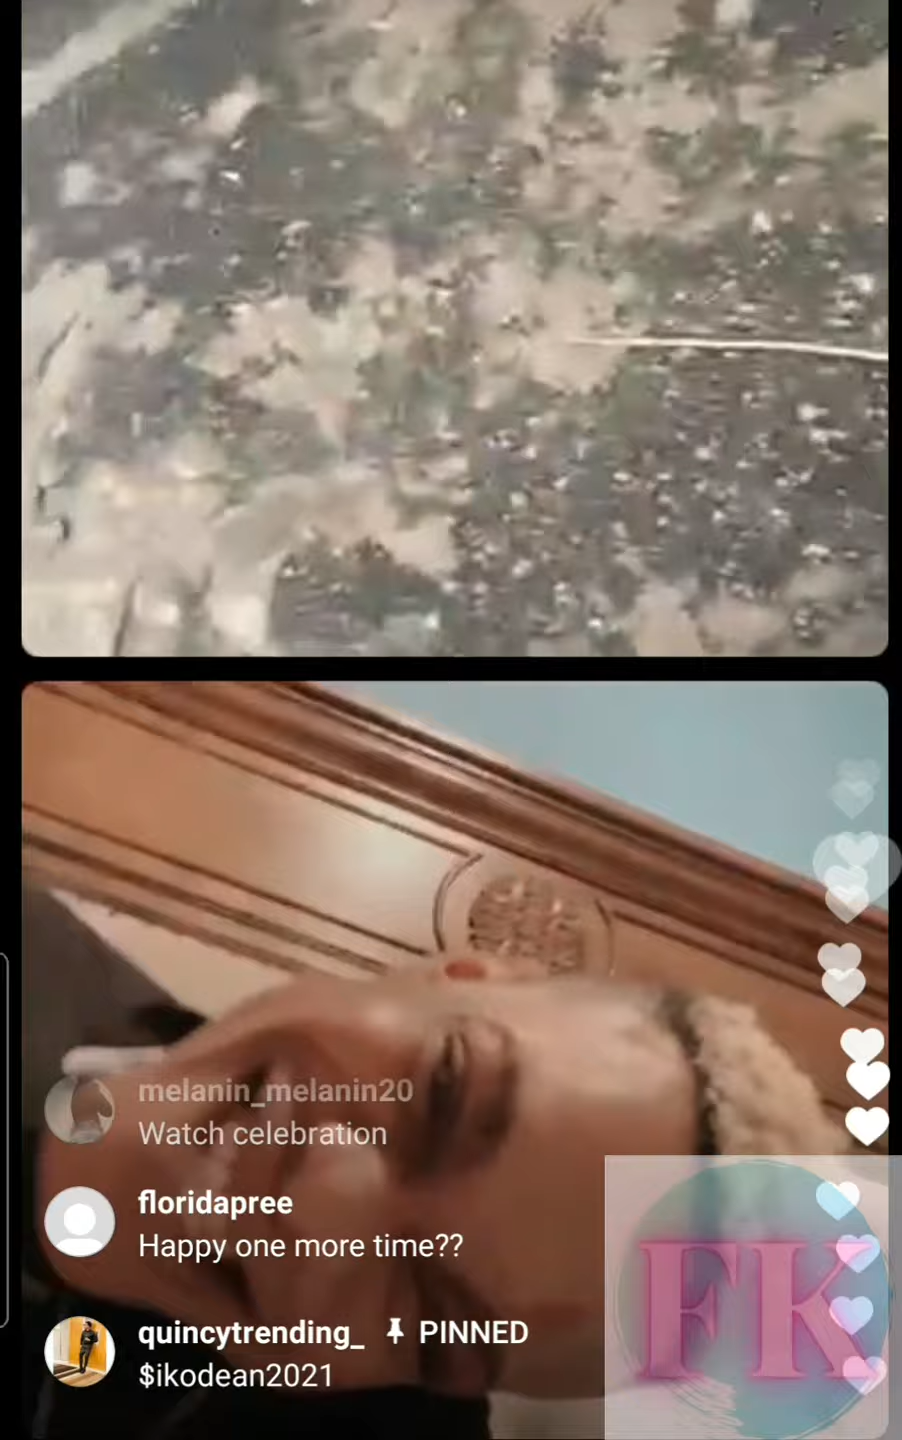 melanin_melanin20
Watch celebration
floridapree
Happy one more time??
quincytrending_ PINNED
$ikodean2021
FK